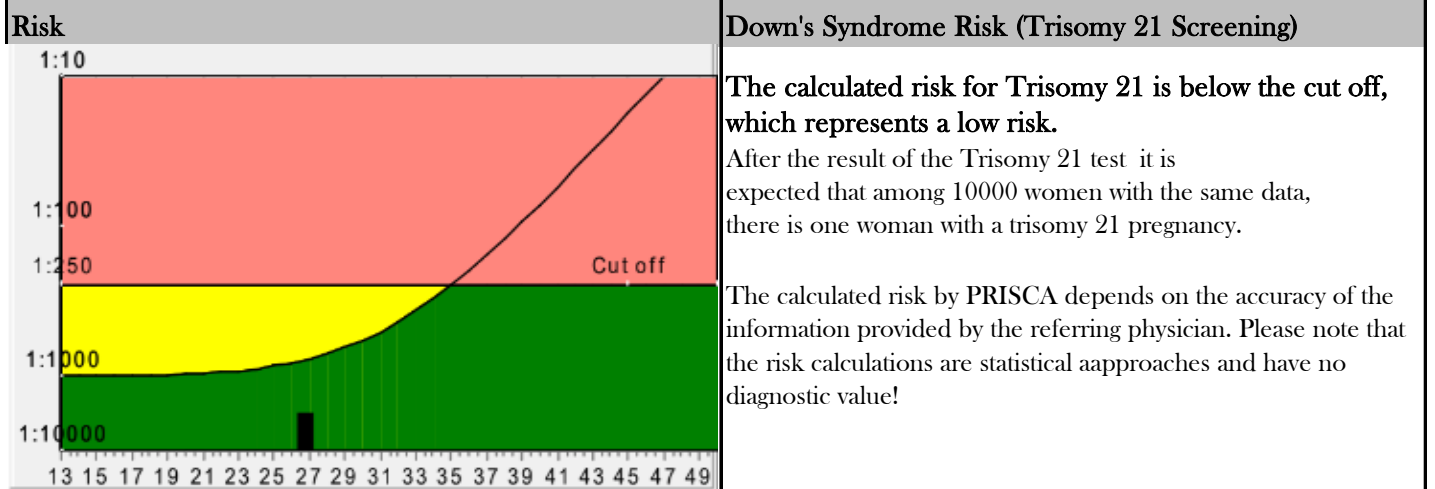 Risk
1:10
1:100
1:250
Cut off
1:1000
1:10000
13 15 17 19 21 23 25 27 29 31 33 35 37 39 41 43 45 47 49
Down's Syndrome Risk (Trisomy 21 Screening)
The calculated risk for Trisomy 21 is below the cut off,
which represents a low risk.
After the result of the Trisomy 21 test it is
expected that among 10000 women with the same data,
there is one woman with a trisomy 21 pregnancy.
The calculated risk by PRISCA depends on the accuracy of the
information provided by the referring physician. Please note that
the risk calculations are statistical aapproaches and have no
diagnostic value!